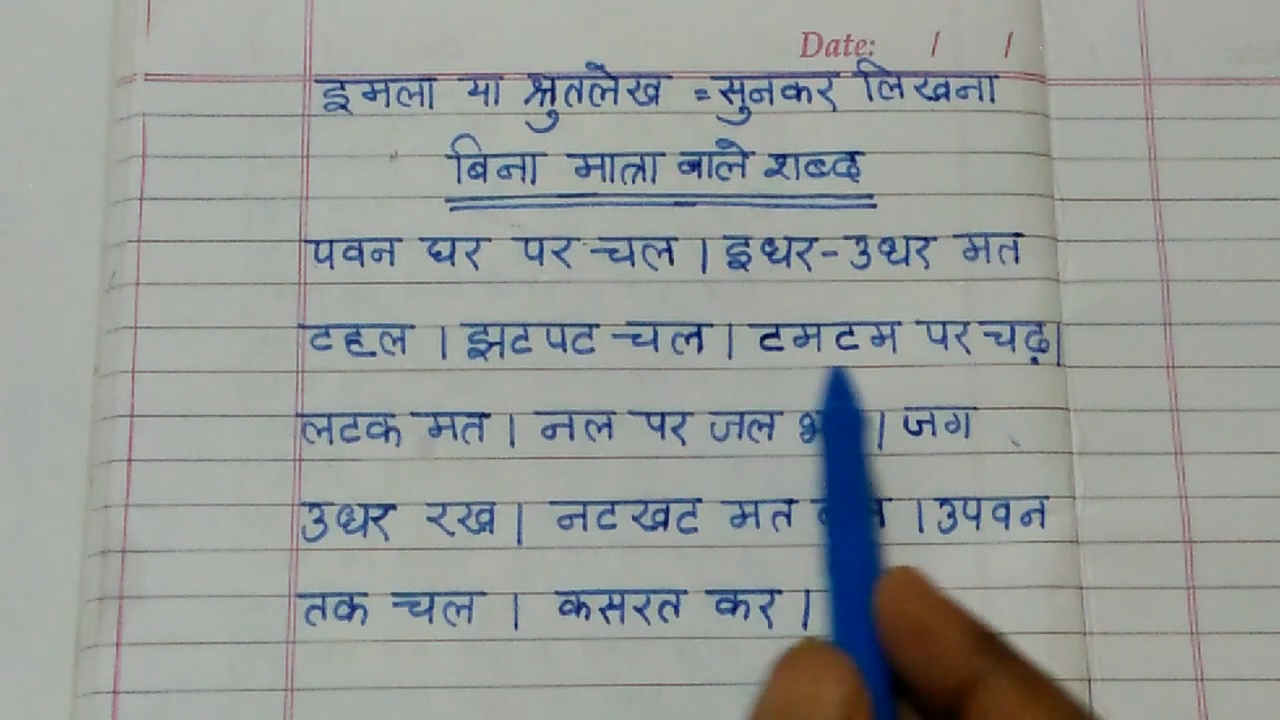 Date: / /
इमला या श्रुतलेख = सुनकर लिखना
बिना मात्रा वाले शब्द
पवन घर पर चल । इधर-उधर मत
टहल । झटपट चल । टमटम पर चढ़।
लटक मत । नल पर जल । जग
उधर रख । नटखट मत । उपवन
तक चल । कसरत कर ।